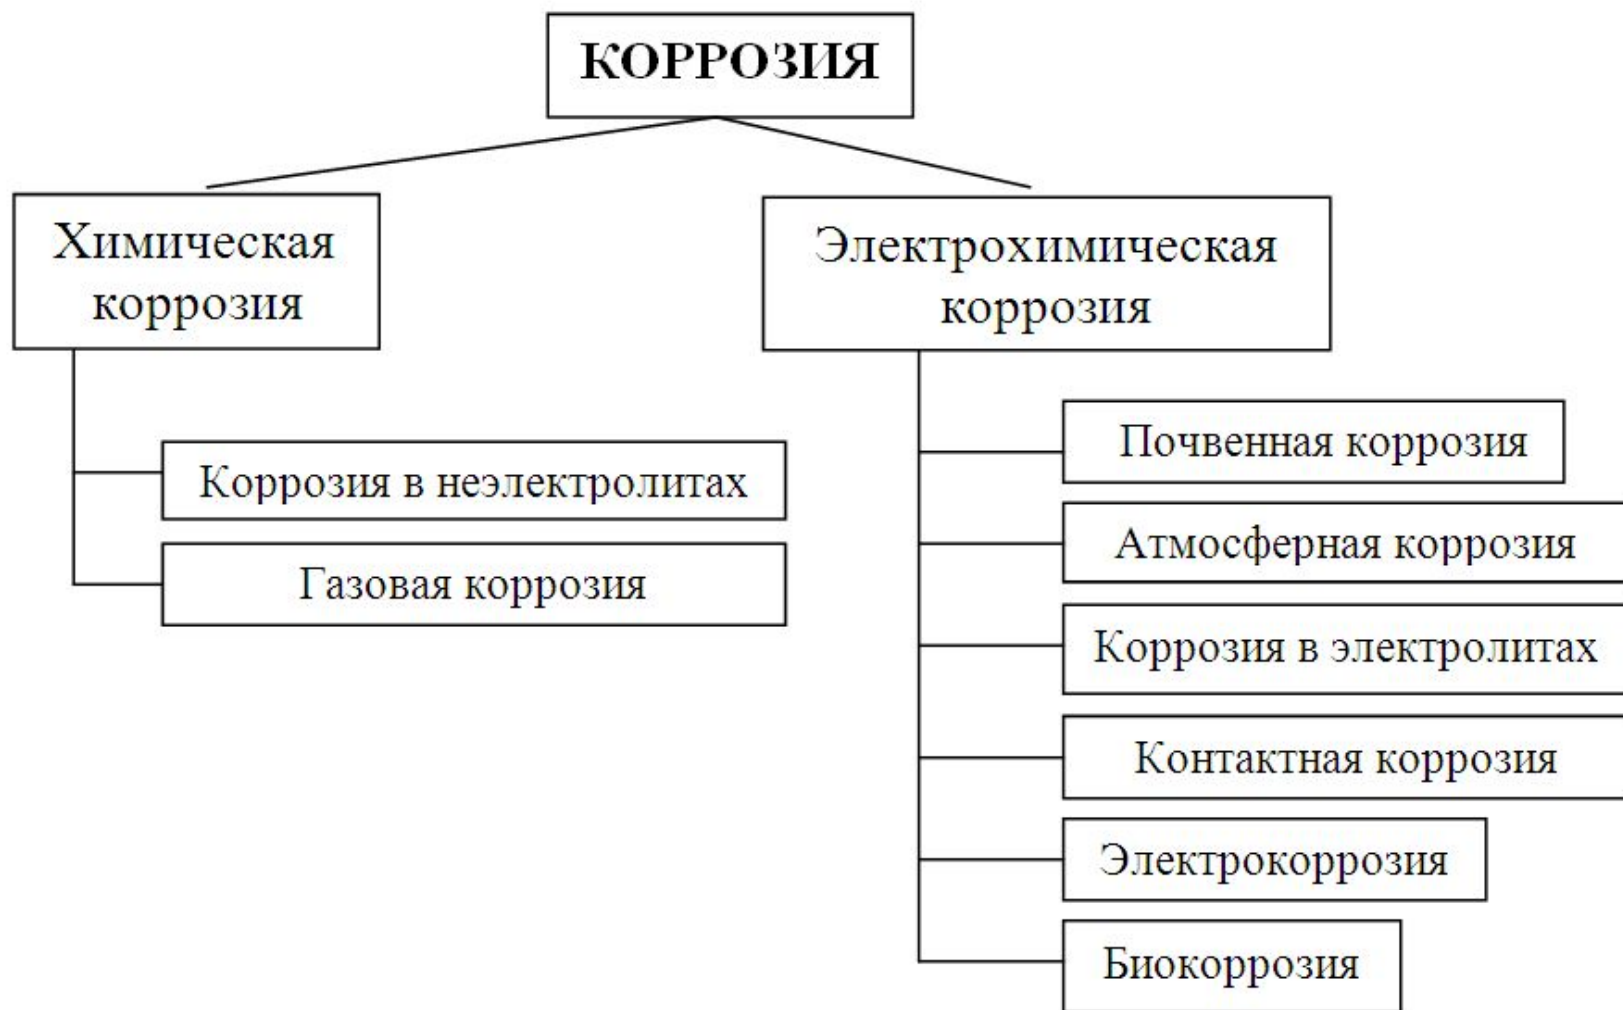 КОРРОЗИЯ
Химическая
коррозия
Электрохимическая
коррозия
Коррозия в неэлектролитах
Газовая коррозия
Почвенная коррозия
Атмосферная коррозия
Коррозия в электролитах
Контактная коррозия
Электрокоррозия
Биокоррозия